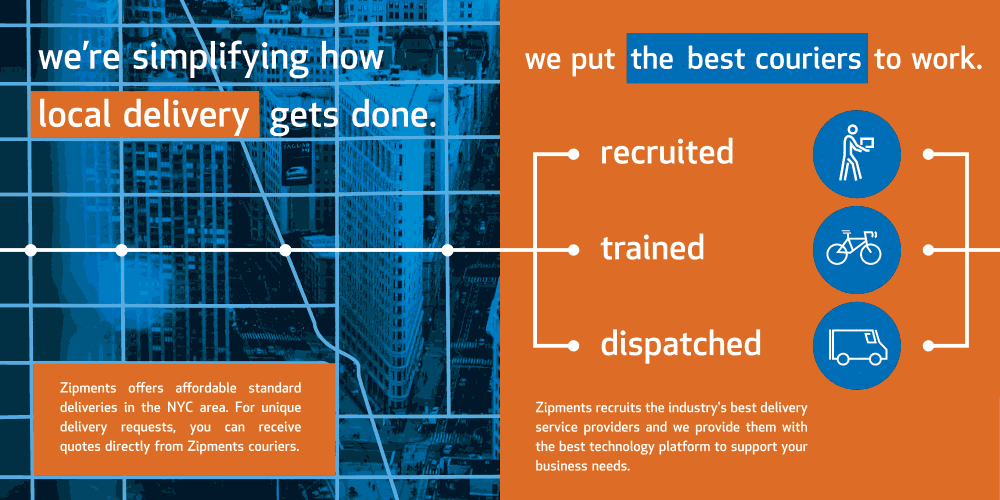 we're simplifying how
local delivery gets done.
JAGUAR
Zipments offers affordable standard
deliveries in the NYC area. For unique
delivery requests, you can receive
quotes directly from Zipments couriers.
we put the best couriers to work.
recruited
trained
dispatched
Zipments recruits the industry's best delivery
service providers and we provide them with
the best technology platform to support your
business needs.